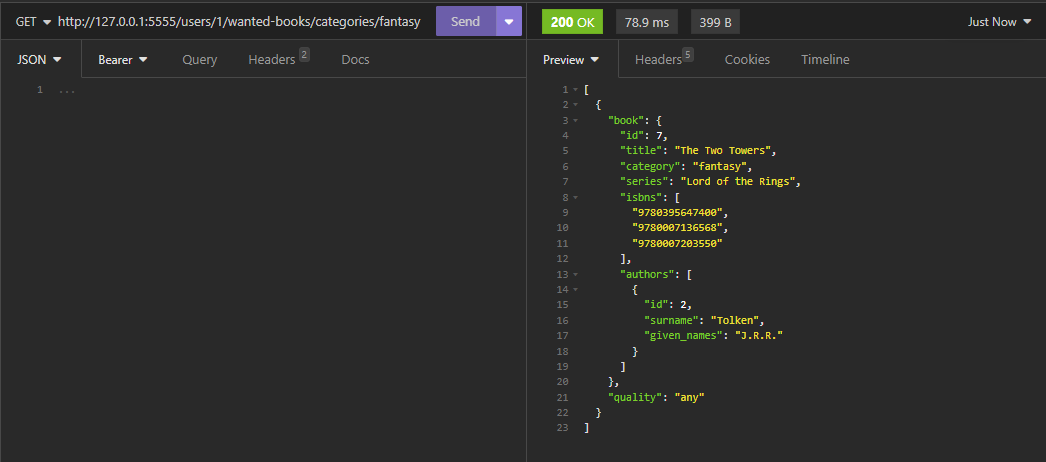 GET http://127.0.0.1:5555/users/1/wanted-books/categories/fantasy Send 200 OK 78.9 ms 399 B Just Now
JSON Bearer Query Headers 2 Docs Preview Headers 5 Cookies Timeline
1 ...
1 [
2 {
3 "book": {
4 "id": 7,
5 "title": "The Two Towers",
6 "category": "fantasy",
7 "series": "Lord of the Rings",
8 "isbns": [
9 "9780395647400",
10 "9780007136568",
11 "9780007203550"
12 ],
13 "authors": [
14 {
15 "id": 2,
16 "surname": "Tolken",
17 "given_names": "J.R.R."
18 }
19 ]
20 },
21 "quality": "any"
22 }
23 ]